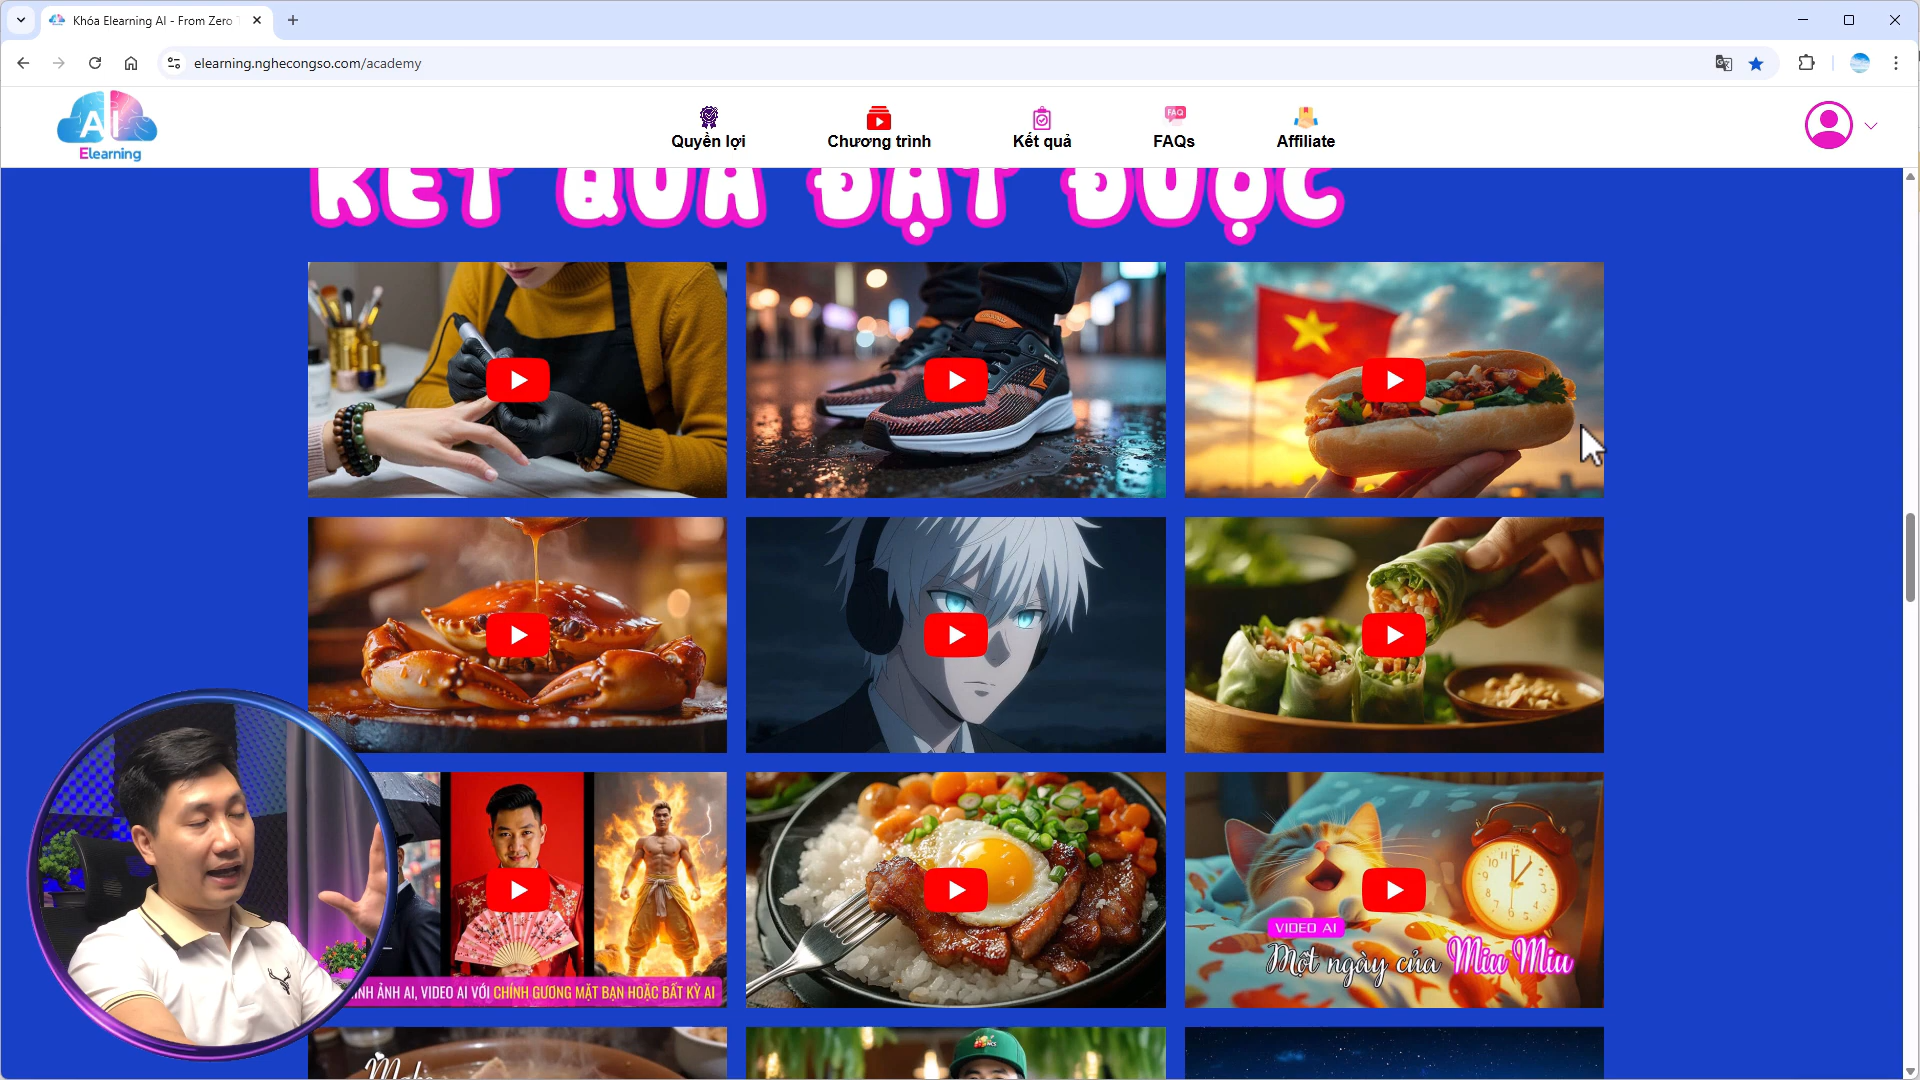 Khóa Elearning AI - From Zero
elearning.nghecongso.com/academy
AI
Elearning
Quyền lợi
Chương trình
Kết quả
FAQ
FAQs
Affiliate
KẾT QUẢ ĐẠT ĐƯỢC
ÌNH ẢNH AI, VIDEO AI VỚI CHÍNH GƯƠNG MẶT BẠN HOẶC BẤT KỲ AI
VIDEO AI
Một ngày của Miu Miu